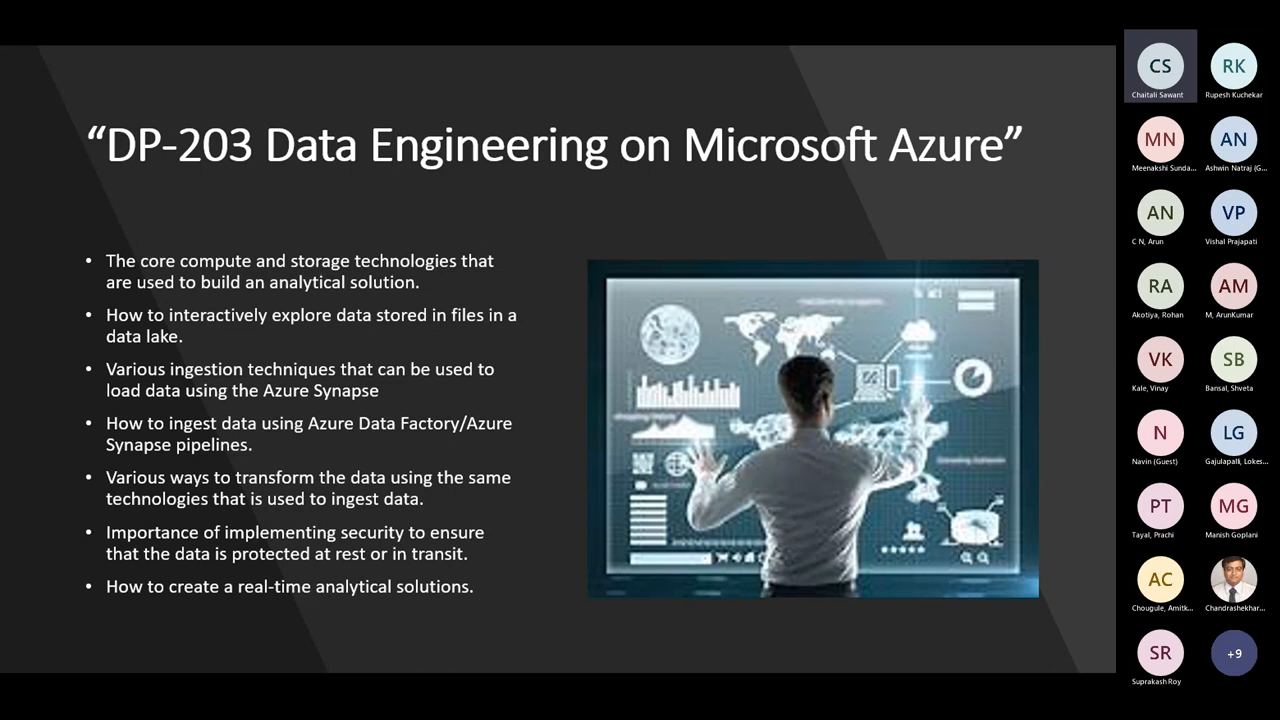 “DP-203 Data Engineering on Microsoft Azure”
• The core compute and storage technologies that
are used to build an analytical solution.
• How to interactively explore data stored in files in a
data lake.
• Various ingestion techniques that can be used to
load data using the Azure Synapse
• How to ingest data using Azure Data Factory/Azure
Synapse pipelines.
• Various ways to transform the data using the same
technologies that is used to ingest data.
• Importance of implementing security to ensure
that the data is protected at rest or in transit.
• How to create a real-time analytical solutions.
CS
Chaitali Sawant
RK
Rupesh Kuchekar
MN
Meenakshi Sunda...
AN
Ashwin Natraj (G...
AN
C N, Arun
VP
Vishal Prajapati
RA
Akotiya, Rohan
AM
M, ArunKumar
VK
Kale, Vinay
SB
Bansal, Shveta
N
Navin (Guest)
LG
Gajulapalli, Lokes...
PT
Tayal, Prachi
MG
Manish Goplani
AC
Chougule, Amitk...
Chandrashekhar...
SR
Suprakash Roy
+9